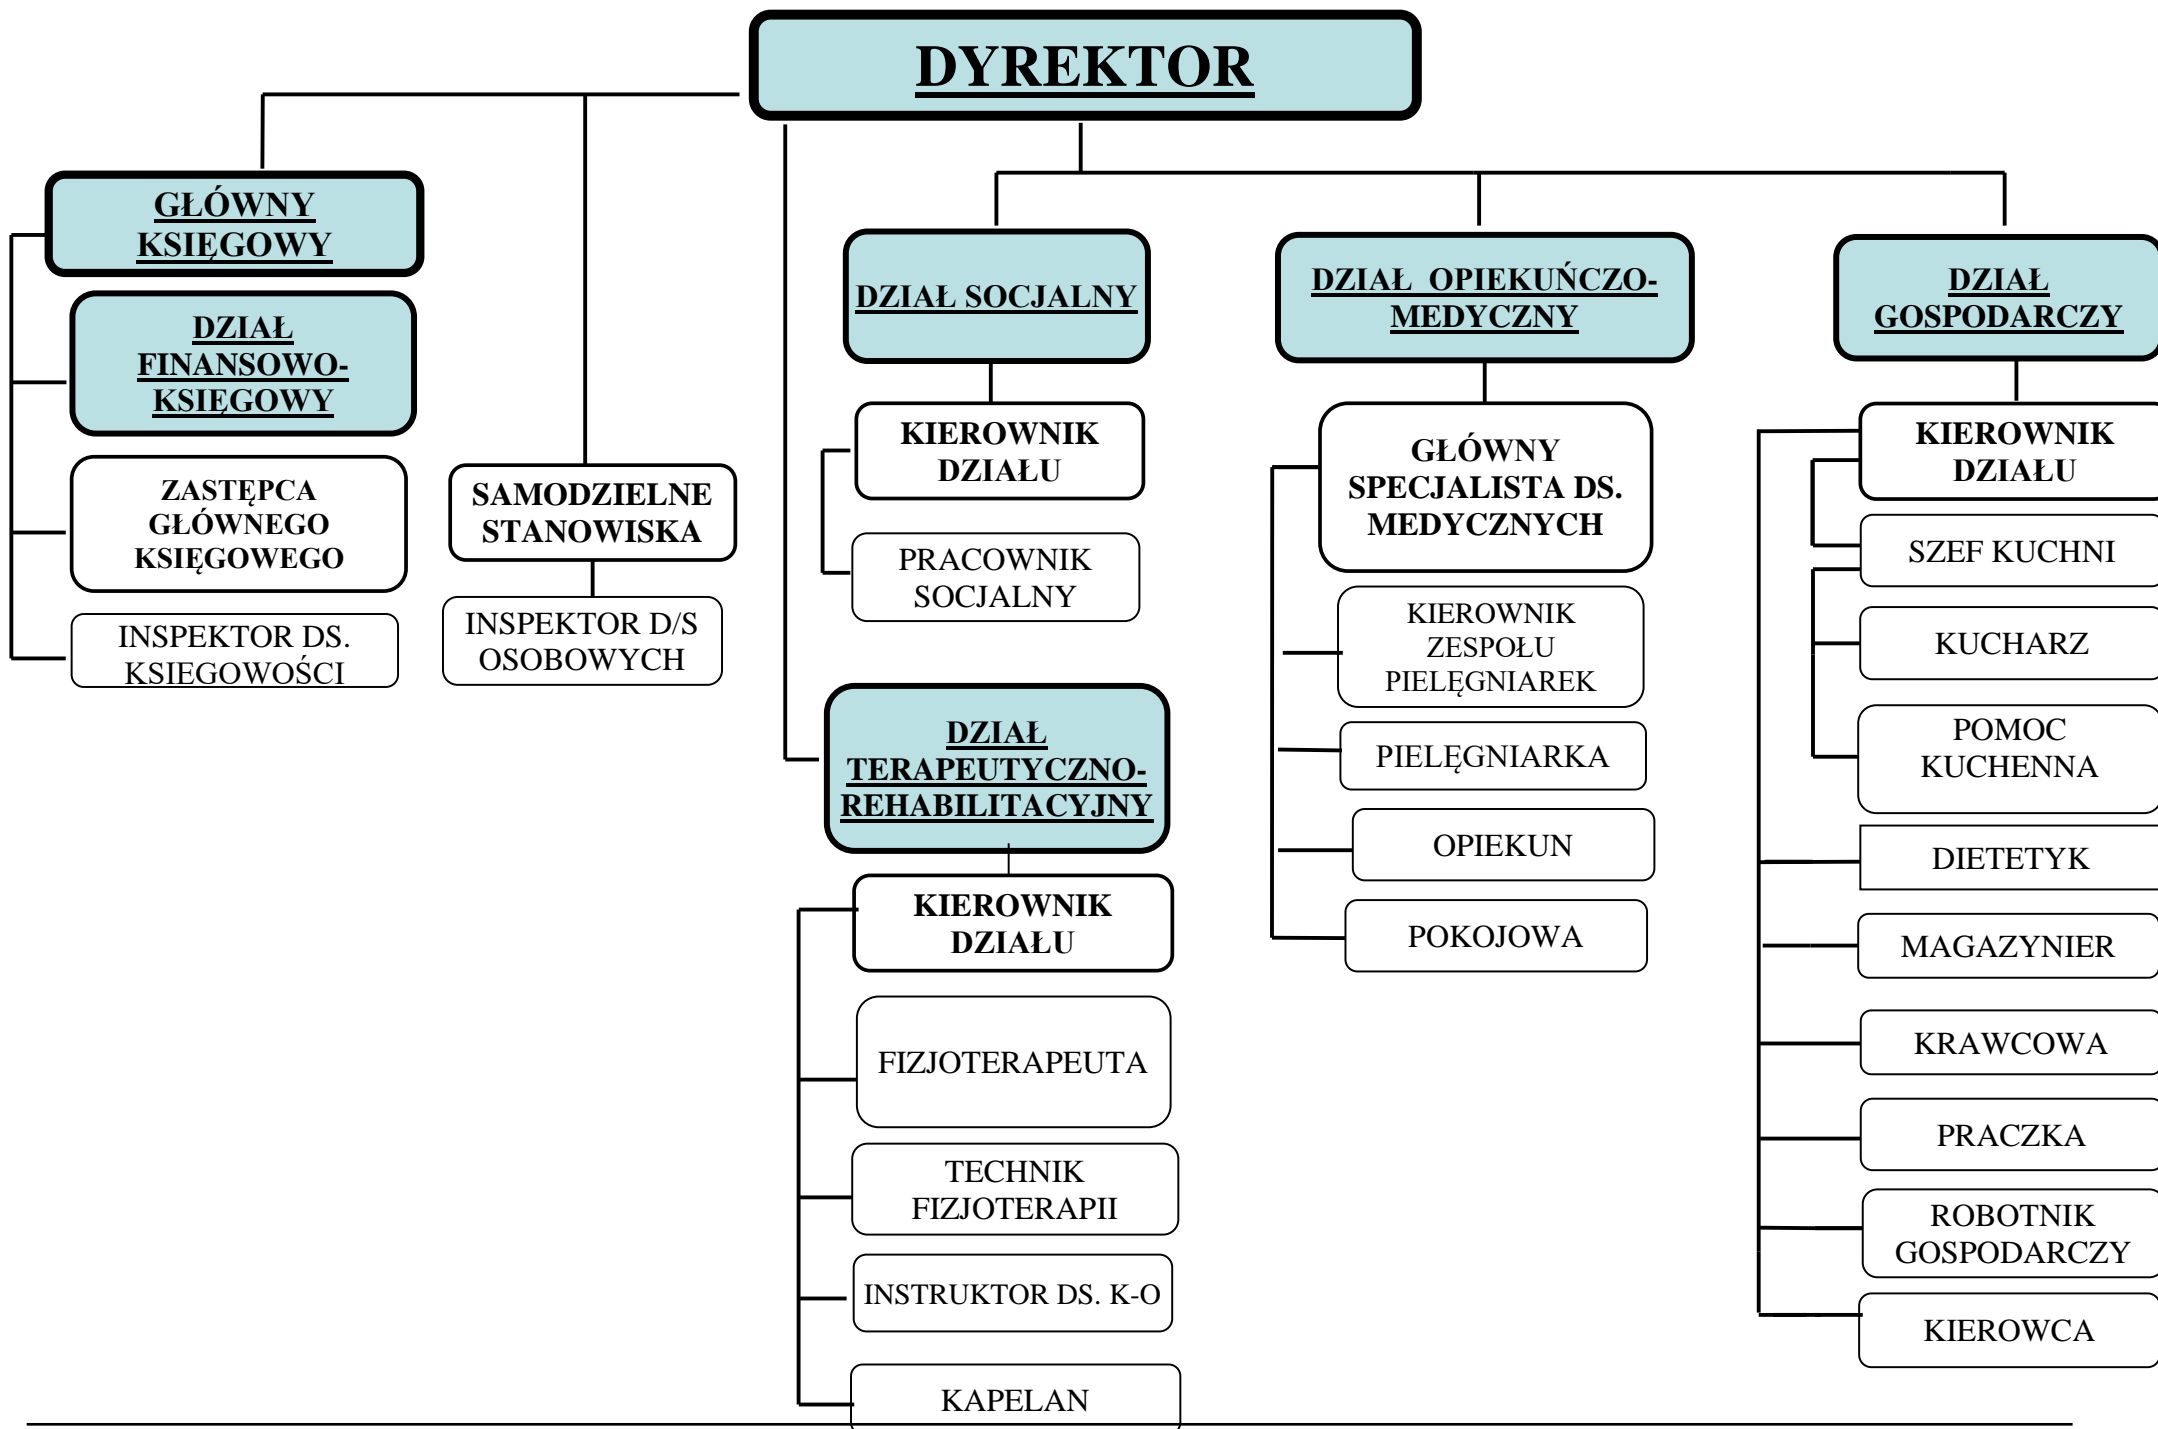 DYREKTOR
GŁÓWNY
KSIĘGOWY
DZIAŁ
FINANSOWO-
KSIĘGOWY
ZASTĘPCA
GŁÓWNEGO
KSIĘGOWEGO
INSPEKTOR DS.
KSIEGOWOŚCI
SAMODZIELNE
STANOWISKA
INSPEKTOR D/S
OSOBOWYCH
DZIAŁ SOCJALNY
KIEROWNIK
DZIAŁU
PRACOWNIK
SOCJALNY
DZIAŁ
TERAPEUTYCZNO-
REHABILITACYJNY
KIEROWNIK
DZIAŁU
FIZJOTERAPEUTA
TECHNIK
FIZJOTERAPII
INSTRUKTOR DS. K-O
KAPELAN
DZIAŁ OPIEKUŃCZO-
MEDYCZNY
GŁÓWNY
SPECJALISTA DS.
MEDYCZNYCH
KIEROWNIK
ZESPOŁU
PIELĘGNIAREK
PIELĘGNIARKA
OPIEKUN
POKOJOWA
DZIAŁ
GOSPODARCZY
KIEROWNIK
DZIAŁU
SZEF KUCHNI
KUCHARZ
POMOC
KUCHENNA
DIETETYK
MAGAZYNIER
KRAWCOWA
PRACZKA
ROBOTNIK
GOSPODARCZY
KIEROWCA